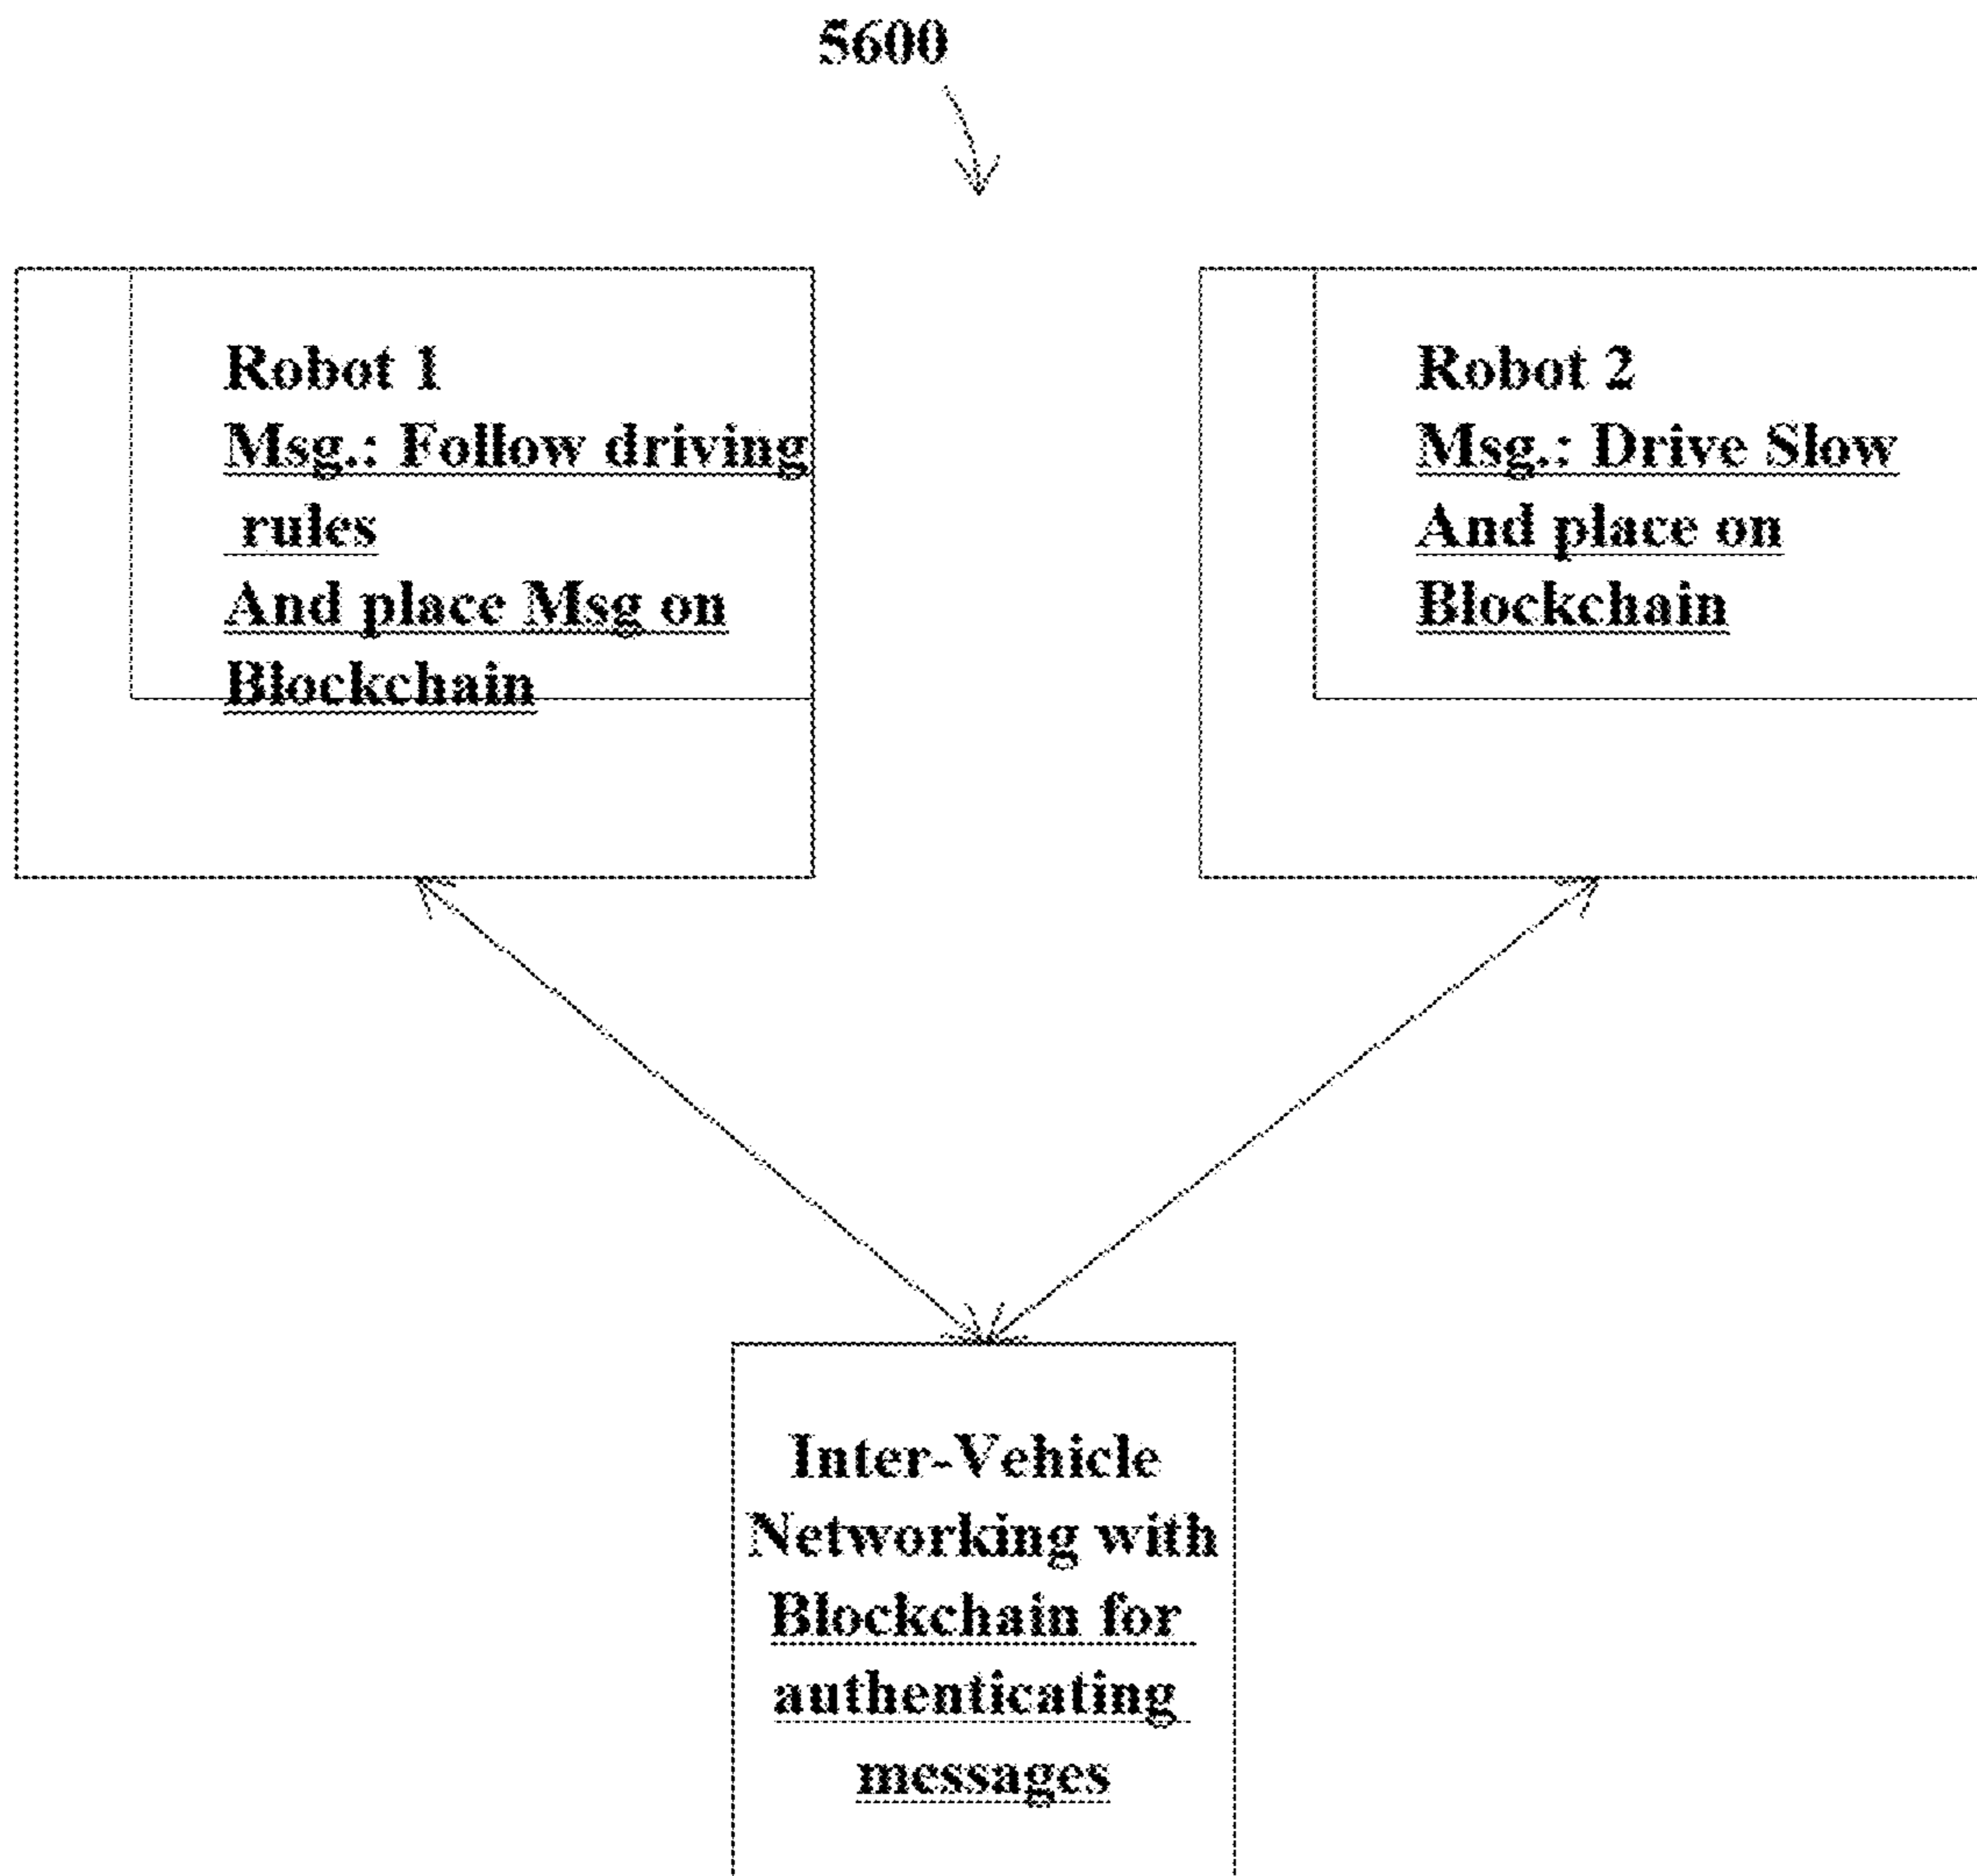 5600
Robot 1
Msg.: Follow driving
rules
And place Msg on
Blockchain
Robot 2
Msg.: Drive Slow
And place on
Blockchain
Inter-Vehicle
Networking with
Blockchain for
authenticating
messages